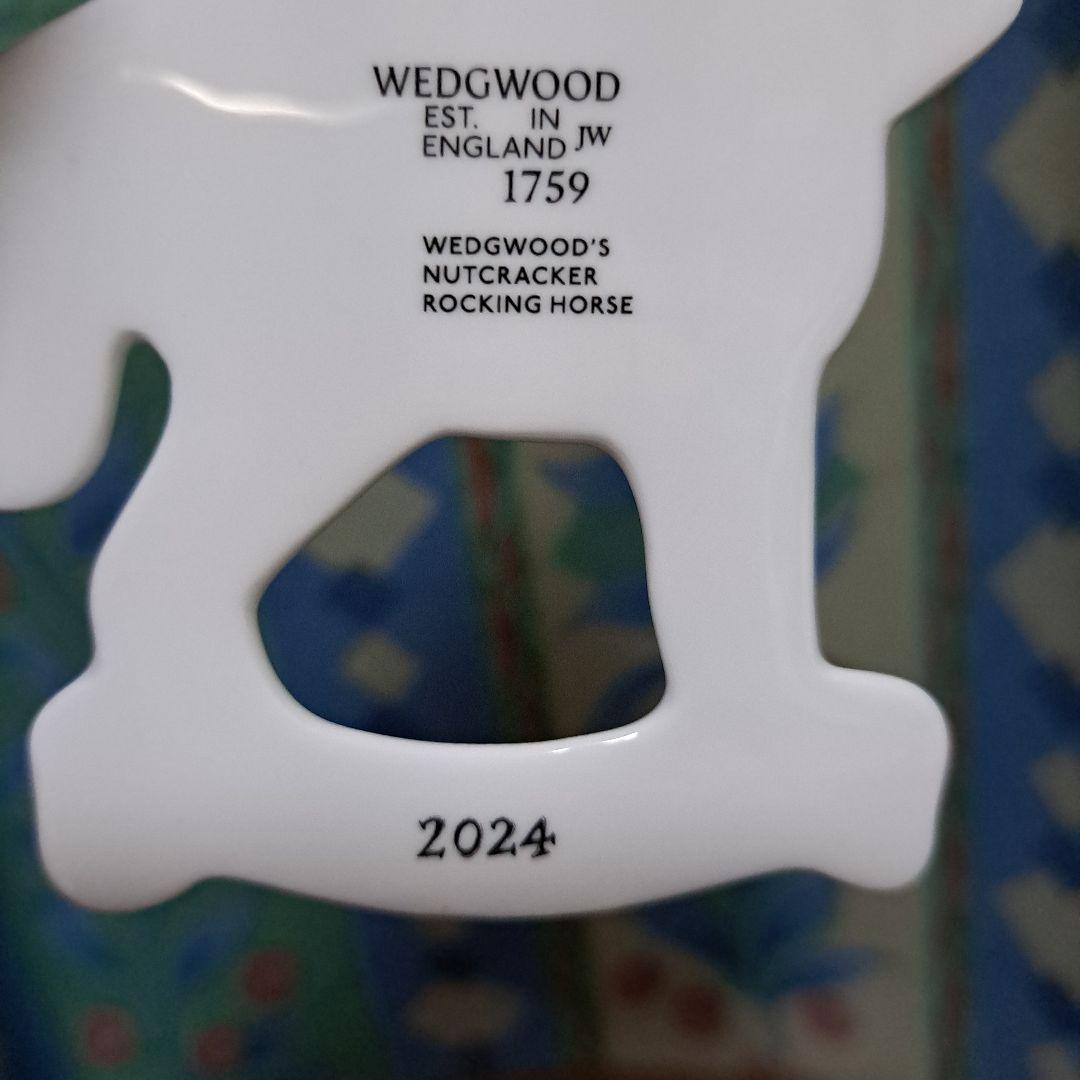 WEDGWOOD
EST. IN
ENGLAND JW
1759
WEDGWOOD'S
NUTCRACKER
ROCKING HORSE
2024